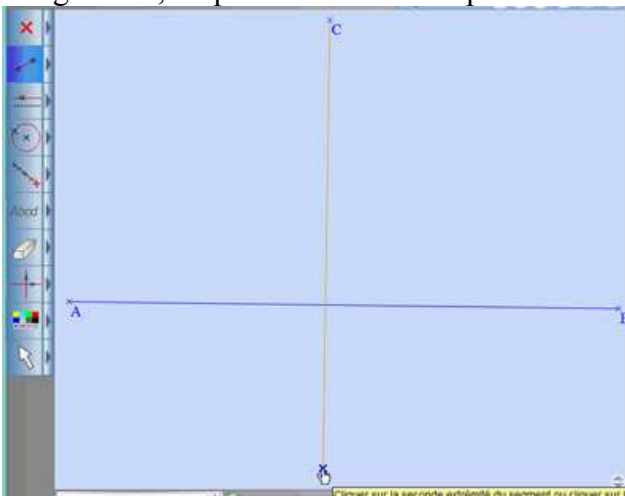 C
Abcd
A
B
Cliquer sur la seconde extrémité du segment ou cliquer sur